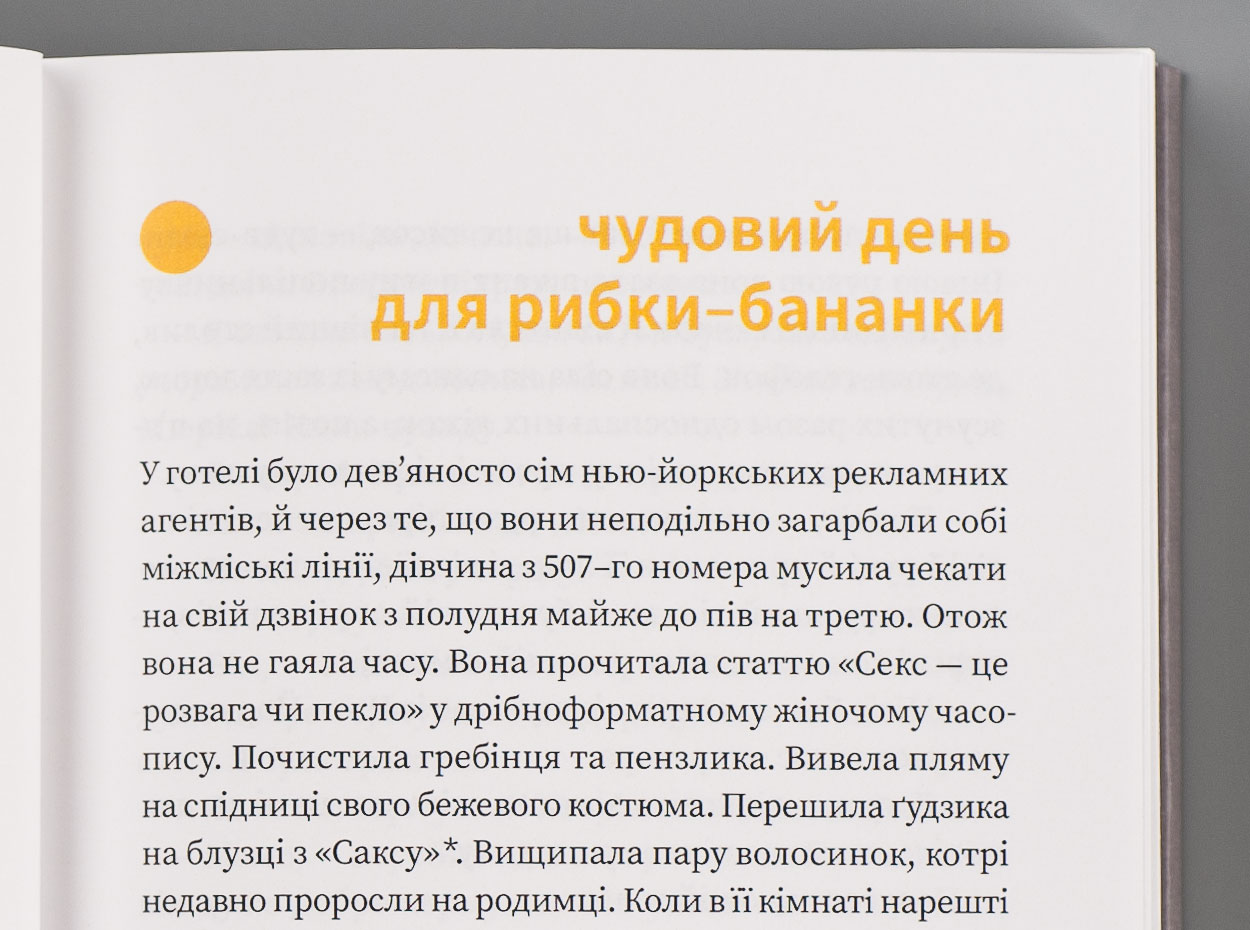 чудовий день
для рибки–бананки
У готелі було дев’яносто сім нью-йоркських рекламних
агентів, й через те, що вони неподільно загарбали собі
міжміські лінії, дівчина з 507–го номера мусила чекати
на свій дзвінок з полудня майже до пів на третю. Отож
вона не гаяла часу. Вона прочитала статтю «Секс — це
розвага чи пекло» у дрібноформатному жіночому часо-
пису. Почистила гребінця та пензлика. Вивела пляму
на спідниці свого бежевого костюма. Перешила ґудзика
на блузці з «Саксу»*. Вищипала пару волосинок, котрі
недавно проросли на родимці. Коли в її кімнаті нарешті